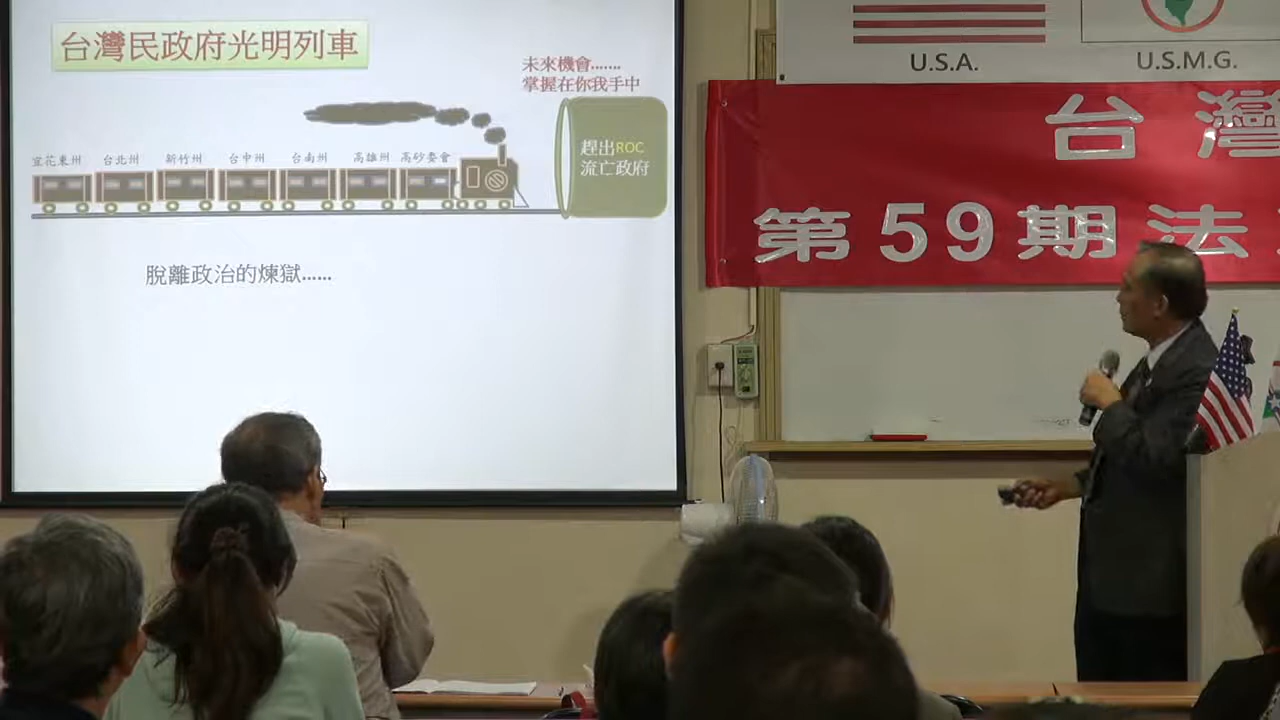 台灣民政府光明列車
未來機會.......
掌握在你我手中
宜花東州 台北州 新竹州 台中州 台南州 高雄州 高砂委會
趕出ROC
流亡政府
脫離政治的煉獄......
U.S.A.
U.S.M.G.
台灣
第59期法